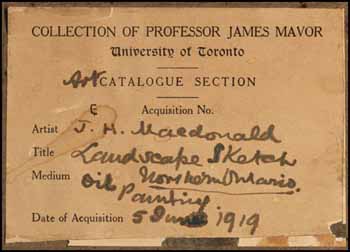 COLLECTION OF PROFESSOR JAMES MAVOR
University of Toronto
Art CATALOGUE SECTION
E Acquisition No.
Artist J. H. Macdonald
Title Landscape Sketch
Medium Northern Ontario.
Oil Painting
Date of Acquisition 5 June 1919